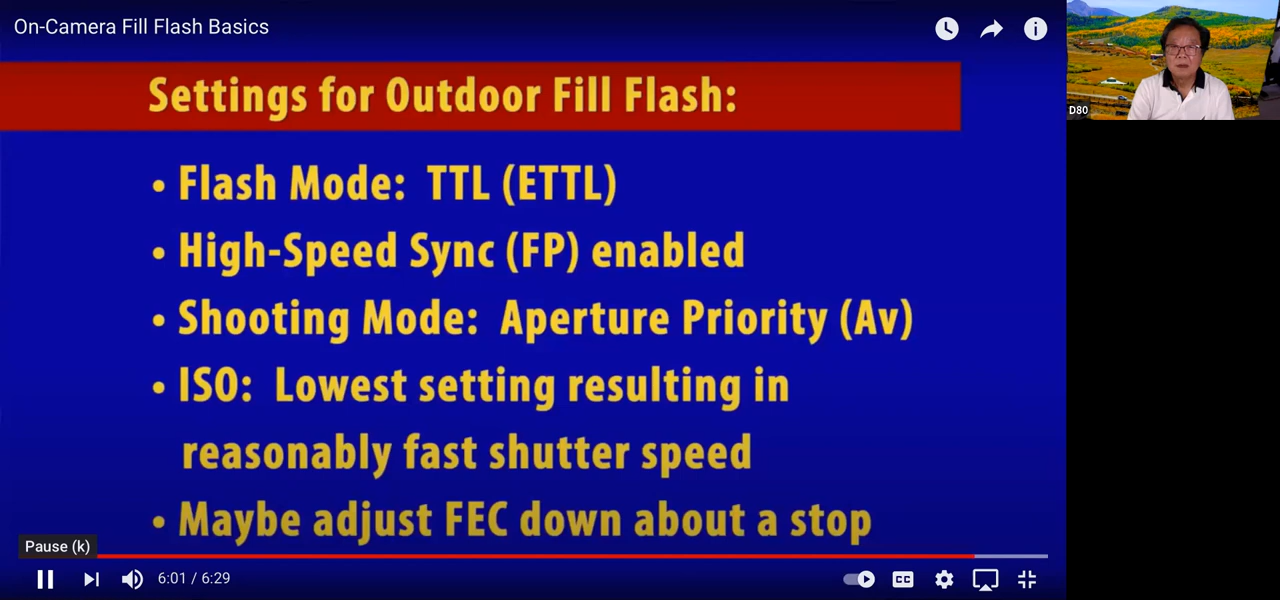 On-Camera Fill Flash Basics
Settings for Outdoor Fill Flash:
• Flash Mode: TTL (ETTL)
• High-Speed Sync (FP) enabled
• Shooting Mode: Aperture Priority (Av)
• ISO: Lowest setting resulting in
reasonably fast shutter speed
• Maybe adjust FEC down about a stop
Pause (k)
6:01 / 6:29
CC
D80